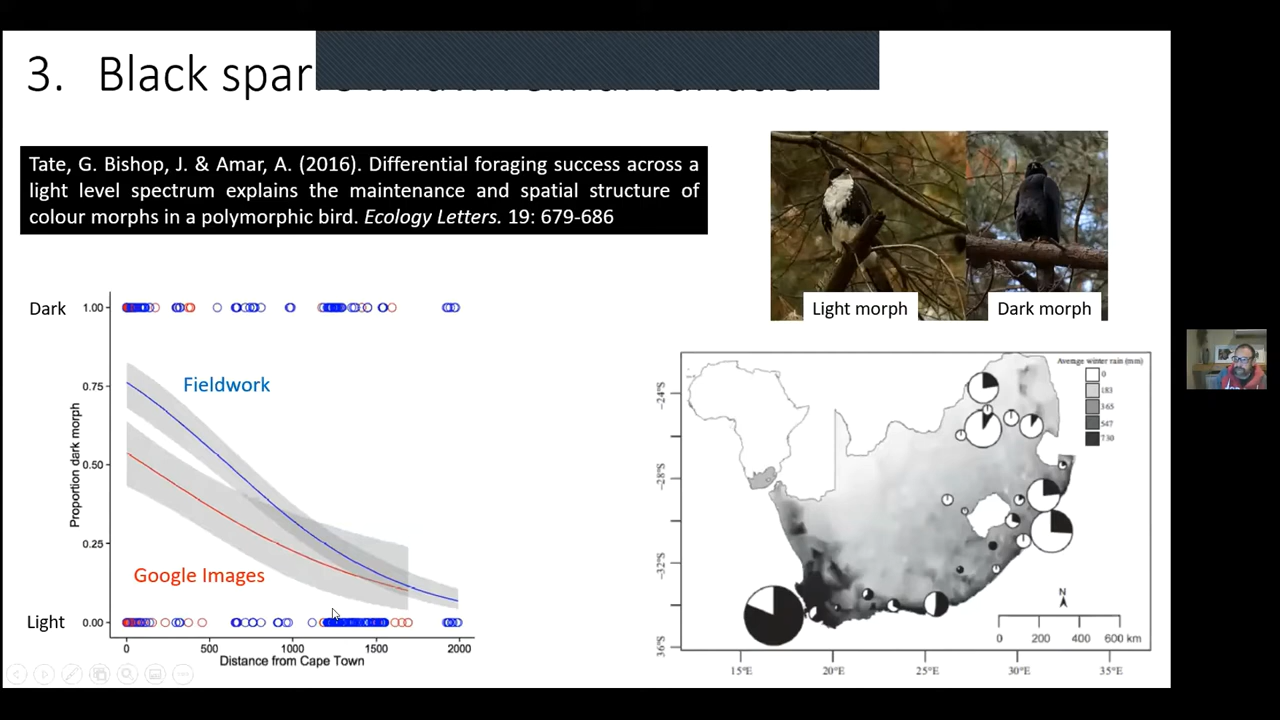 3. Black spar
Tate, G. Bishop, J. & Amar, A. (2016). Differential foraging success across a
light level spectrum explains the maintenance and spatial structure of
colour morphs in a polymorphic bird. Ecology Letters. 19: 679-686
Light morph
Dark morph
Dark
Light
Proportion dark morph
1.00
0.75
0.50
0.25
0.00
Fieldwork
Google Images
0
500
1000
1500
2000
Distance from Cape Town
Average winter rain (mm)
0
183
365
547
730
-24°S
-28°S
-32°S
36°S
15°E
20°E
25°E
30°E
35°E
N
0
200
400
600 km